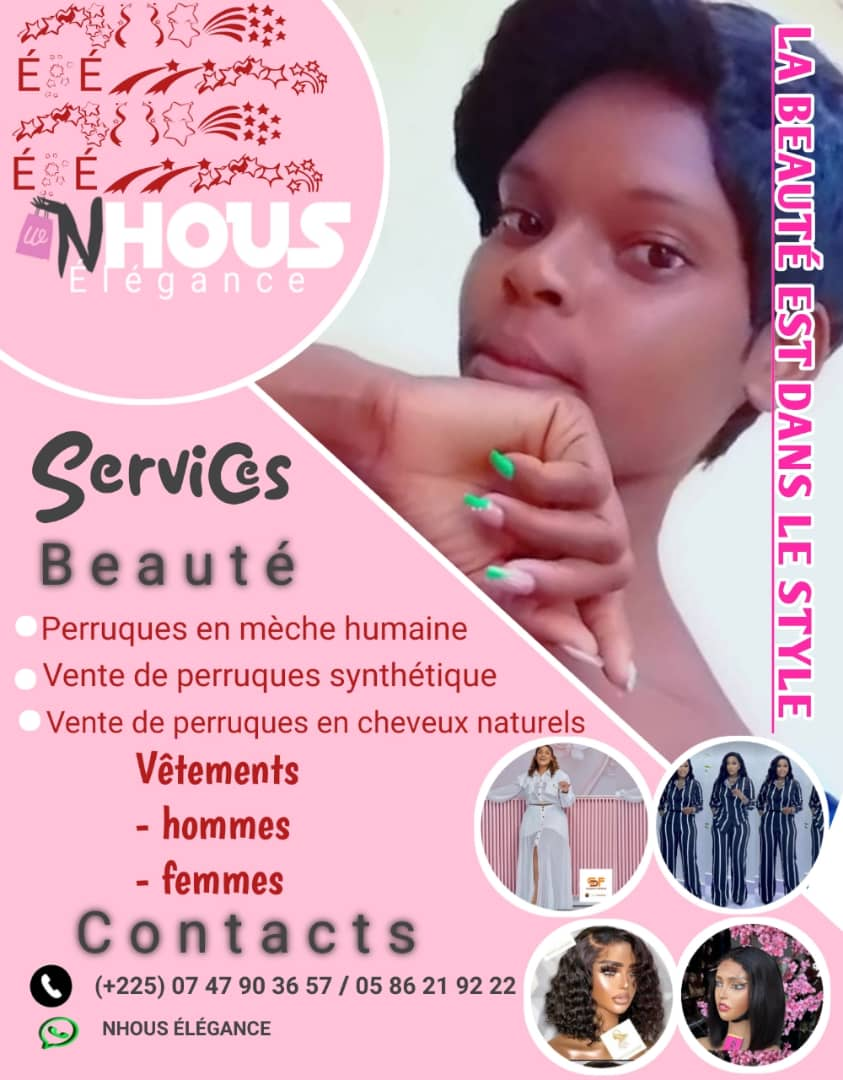 É É
É É
NHOUS
Élégance
LA BEAUTÉ EST DANS LE STYLE
Services
Beauté
Perruques en mèche humaine
Vente de perruques synthétique
Vente de perruques en cheveux naturels
Vêtements
- hommes
- femmes
SF
Contacts
(+225) 07 47 90 36 57 / 05 86 21 92 22
NHOUS ÉLÉGANCE